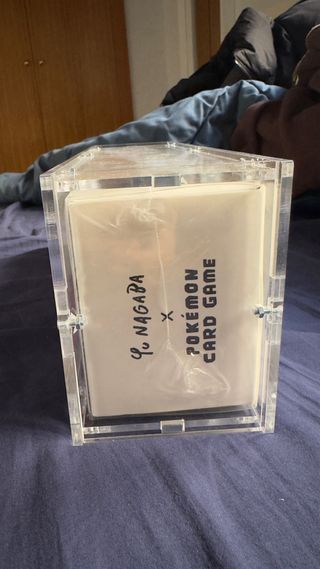 Yu NAGABA
X
POKÉMON
CARD GAME